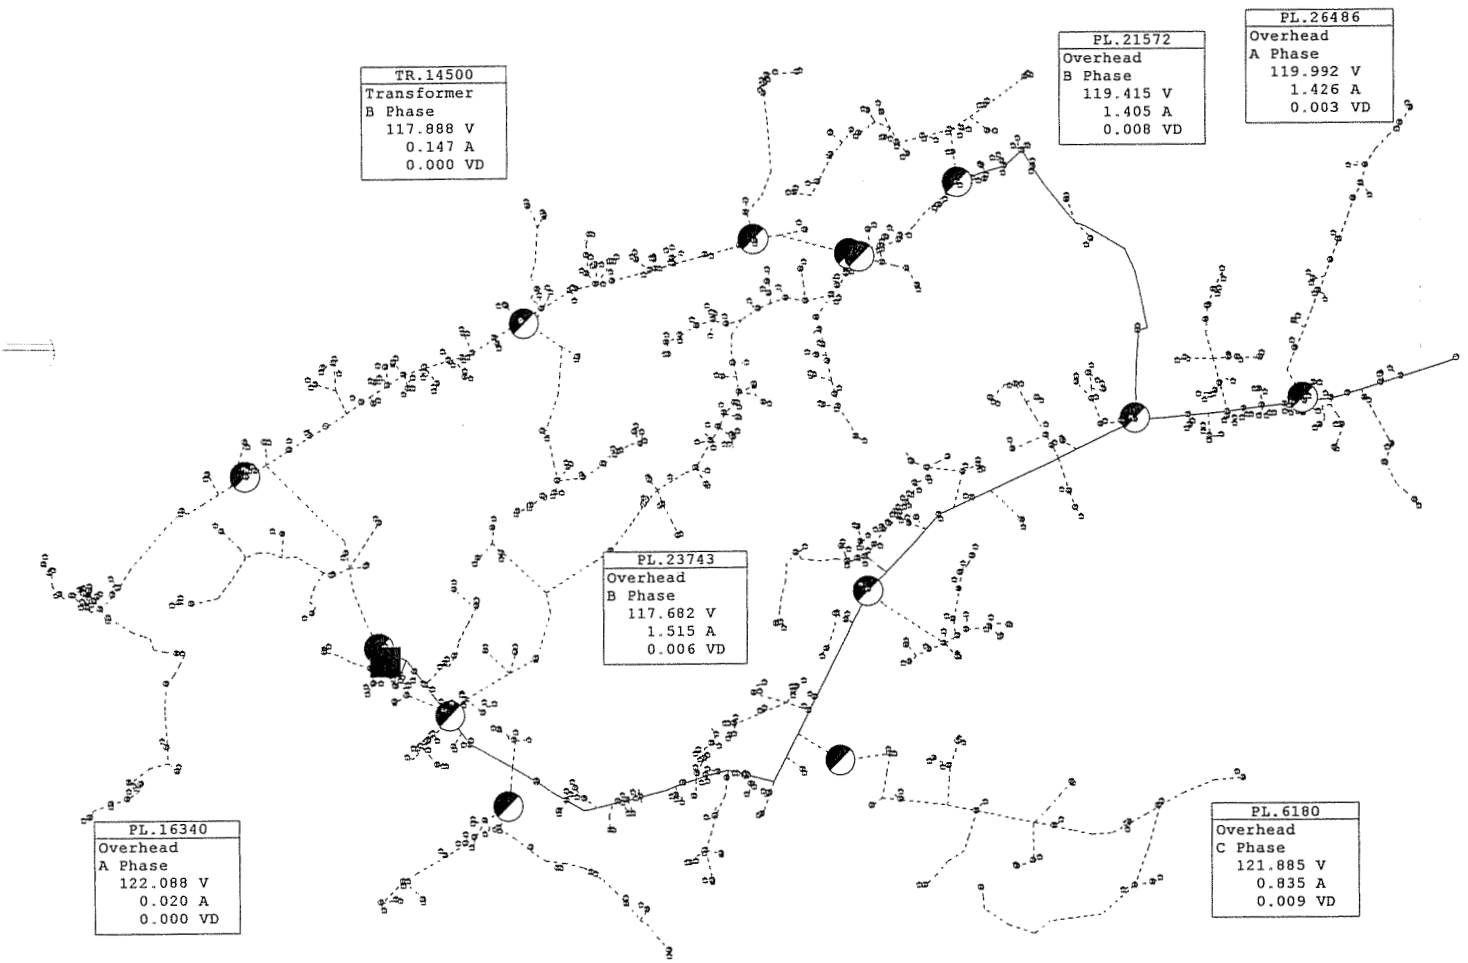 PL.26486
Overhead
A Phase
119.992 V
1.426 A
0.003 VD
PL.21572
Overhead
B Phase
119.415 V
1.405 A
0.008 VD
TR.14500
Transformer
B Phase
117.888 V
0.147 A
0.000 VD
PL.23743
Overhead
B Phase
117.682 V
1.515 A
0.006 VD
PL.16340
Overhead
A Phase
122.088 V
0.020 A
0.000 VD
PL.6180
Overhead
C Phase
121.885 V
0.835 A
0.009 VD